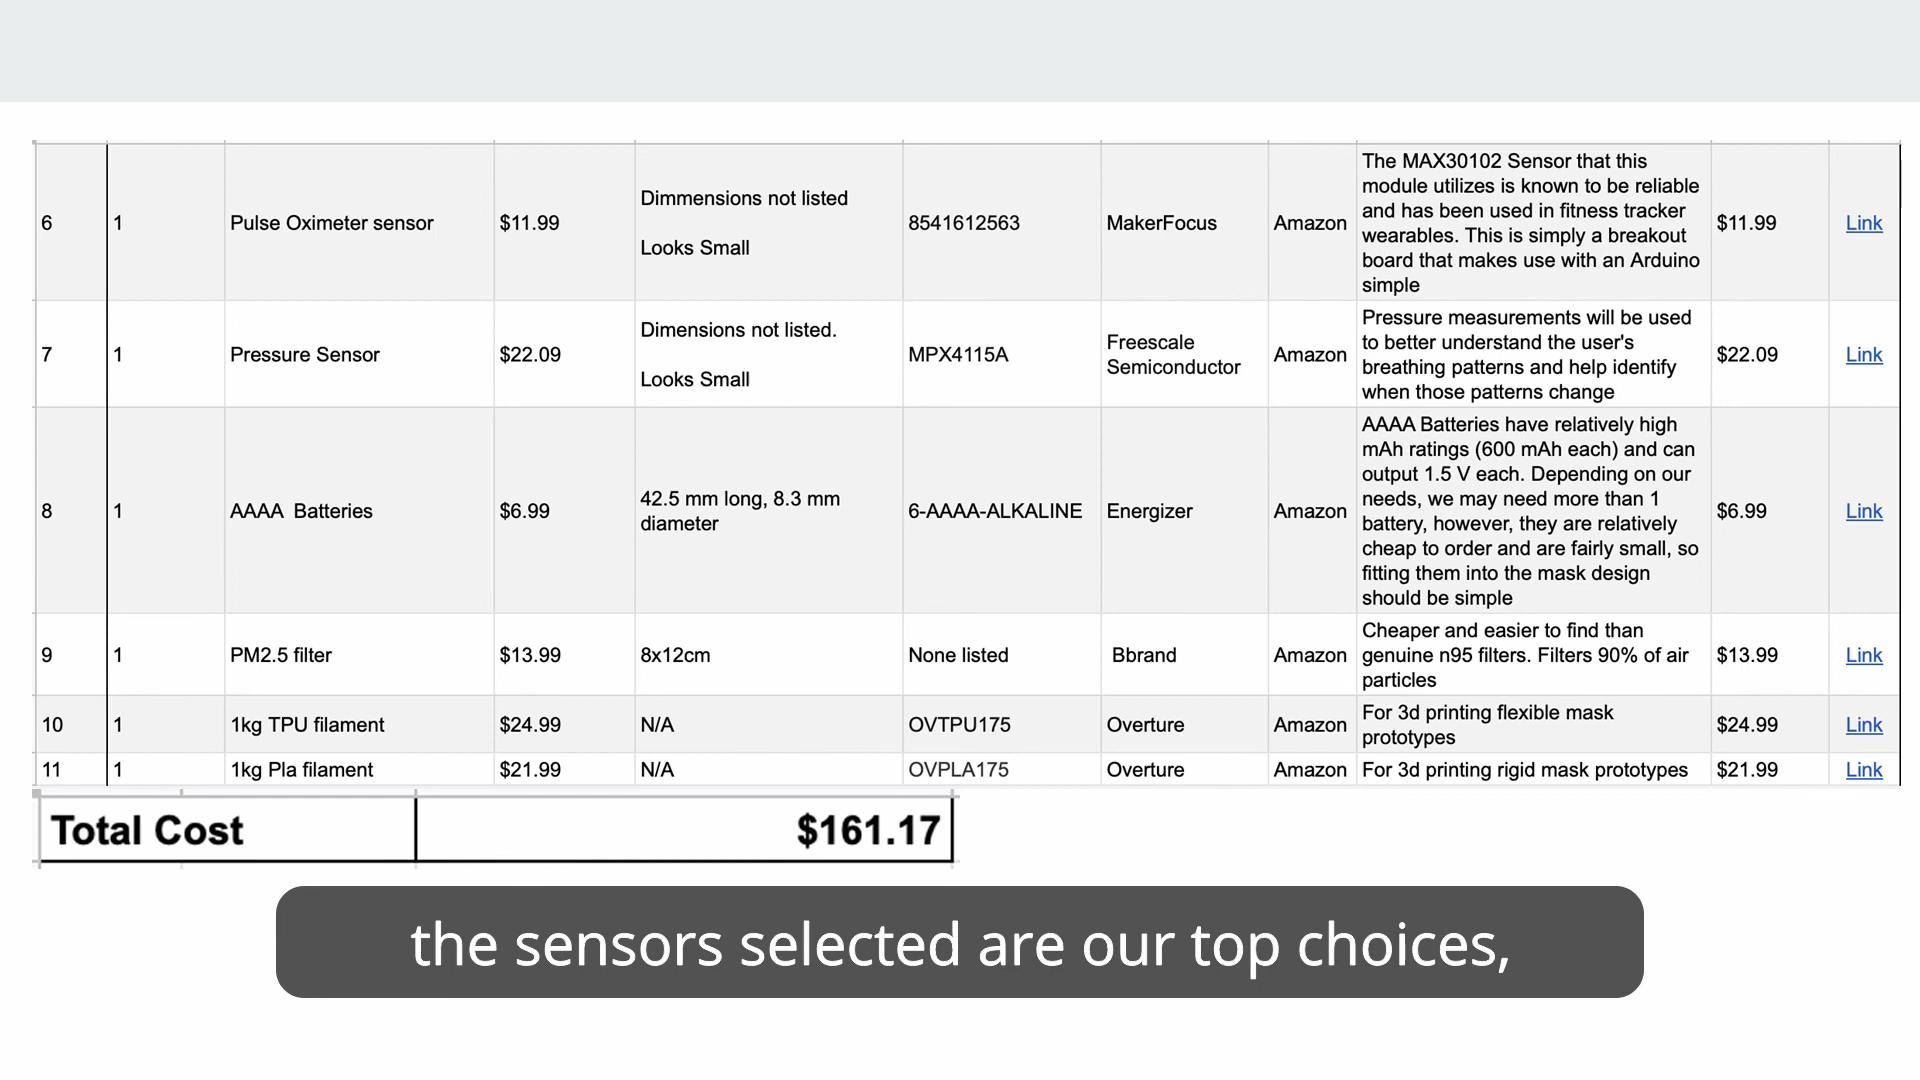 6 1 Pulse Oximeter sensor $11.99 Dimmensions not listed
Looks Small 8541612563 MakerFocus Amazon The MAX30102 Sensor that this
module utilizes is known to be reliable
and has been used in fitness tracker
wearables. This is simply a breakout
board that makes use with an Arduino
simple $11.99 Link
7 1 Pressure Sensor $22.09 Dimensions not listed.
Looks Small MPX4115A Freescale
Semiconductor Amazon Pressure measurements will be used
to better understand the user's
breathing patterns and help identify
when those patterns change $22.09 Link
8 1 AAAA  Batteries $6.99 42.5 mm long, 8.3 mm
diameter 6-AAAA-ALKALINE Energizer Amazon AAAA Batteries have relatively high
mAh ratings (600 mAh each) and can
output 1.5 V each. Depending on our
needs, we may need more than 1
battery, however, they are relatively
cheap to order and are fairly small, so
fitting them into the mask design
should be simple $6.99 Link
9 1 PM2.5 filter $13.99 8x12cm None listed Bbrand Amazon Cheaper and easier to find than
genuine n95 filters. Filters 90% of air
particles $13.99 Link
10 1 1kg TPU filament $24.99 N/A OVTPU175 Overture Amazon For 3d printing flexible mask
prototypes $24.99 Link
11 1 1kg Pla filament $21.99 N/A OVPLA175 Overture Amazon For 3d printing rigid mask prototypes $21.99 Link
Total Cost $161.17
the sensors selected are our top choices,